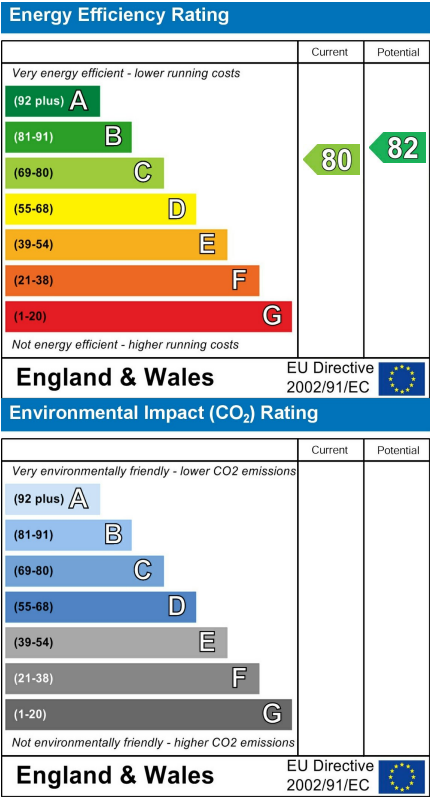 Energy Efficiency Rating
Current Potential
Very energy efficient - lower running costs
(92 plus) A
(81-91) B
(69-80) C
(55-68) D
(39-54) E
(21-38) F
(1-20) G
80
82
Not energy efficient - higher running costs
England & Wales
EU Directive
2002/91/EC
Environmental Impact (CO₂) Rating
Current Potential
Very environmentally friendly - lower CO2 emissions
(92 plus) A
(81-91) B
(69-80) C
(55-68) D
(39-54) E
(21-38) F
(1-20) G
Not environmentally friendly - higher CO2 emissions
England & Wales
EU Directive
2002/91/EC